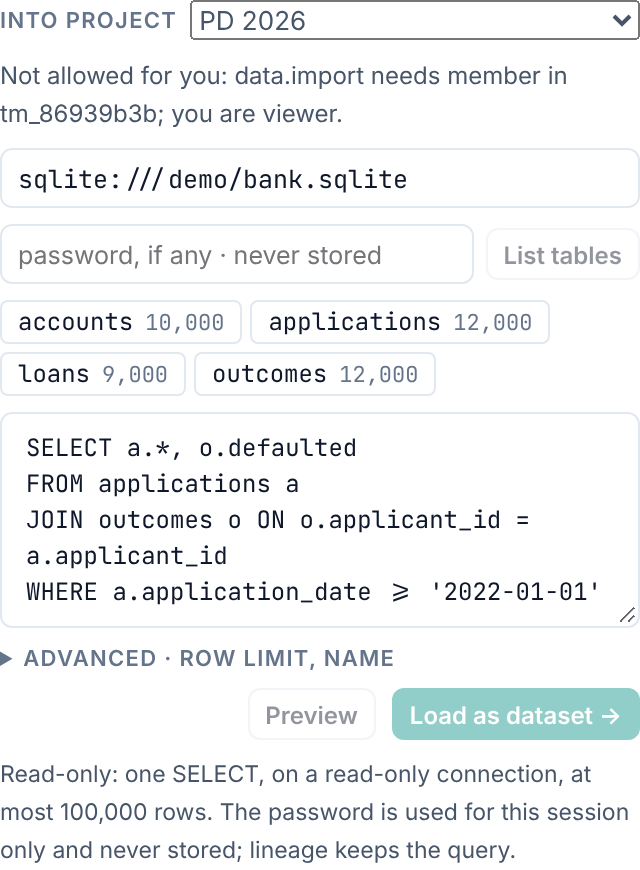 INTO PROJECT PD 2026
Not allowed for you: data.import needs member in
tm_86939b3b; you are viewer.
sqlite:///demo/bank.sqlite
password, if any · never stored List tables
accounts 10,000 applications 12,000
loans 9,000 outcomes 12,000
SELECT a.*, o.defaulted
FROM applications a
JOIN outcomes o ON o.applicant_id =
a.applicant_id
WHERE a.application_date >= '2022-01-01'
ADVANCED · ROW LIMIT, NAME
Preview Load as dataset →
Read-only: one SELECT, on a read-only connection, at
most 100,000 rows. The password is used for this session
only and never stored; lineage keeps the query.